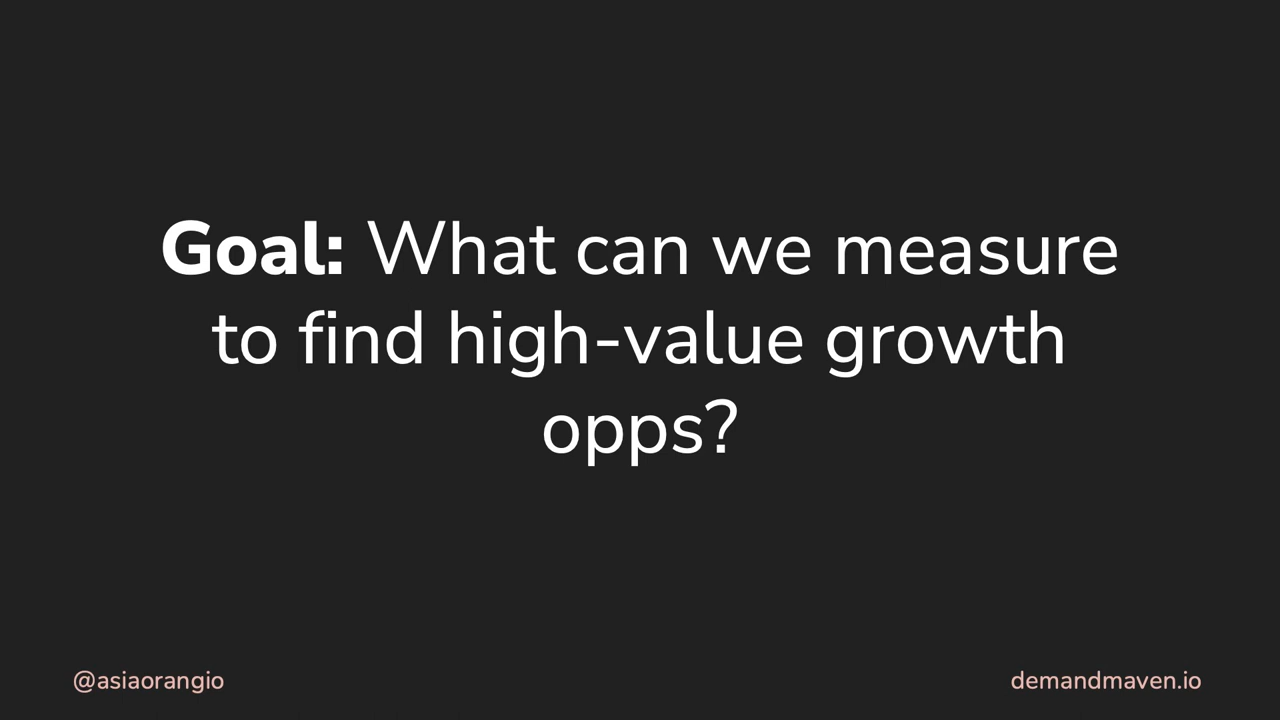 Goal: What can we measure
to find high-value growth
opps?
@asiaorangio
demandmaven.io